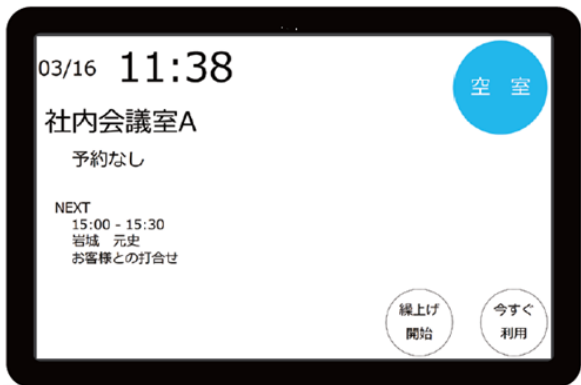 03/16 11:38
空 室
社内会議室A
予約なし
NEXT
15:00 - 15:30
岩城 元史
お客様との打合せ
繰上げ
開始
今すぐ
利用